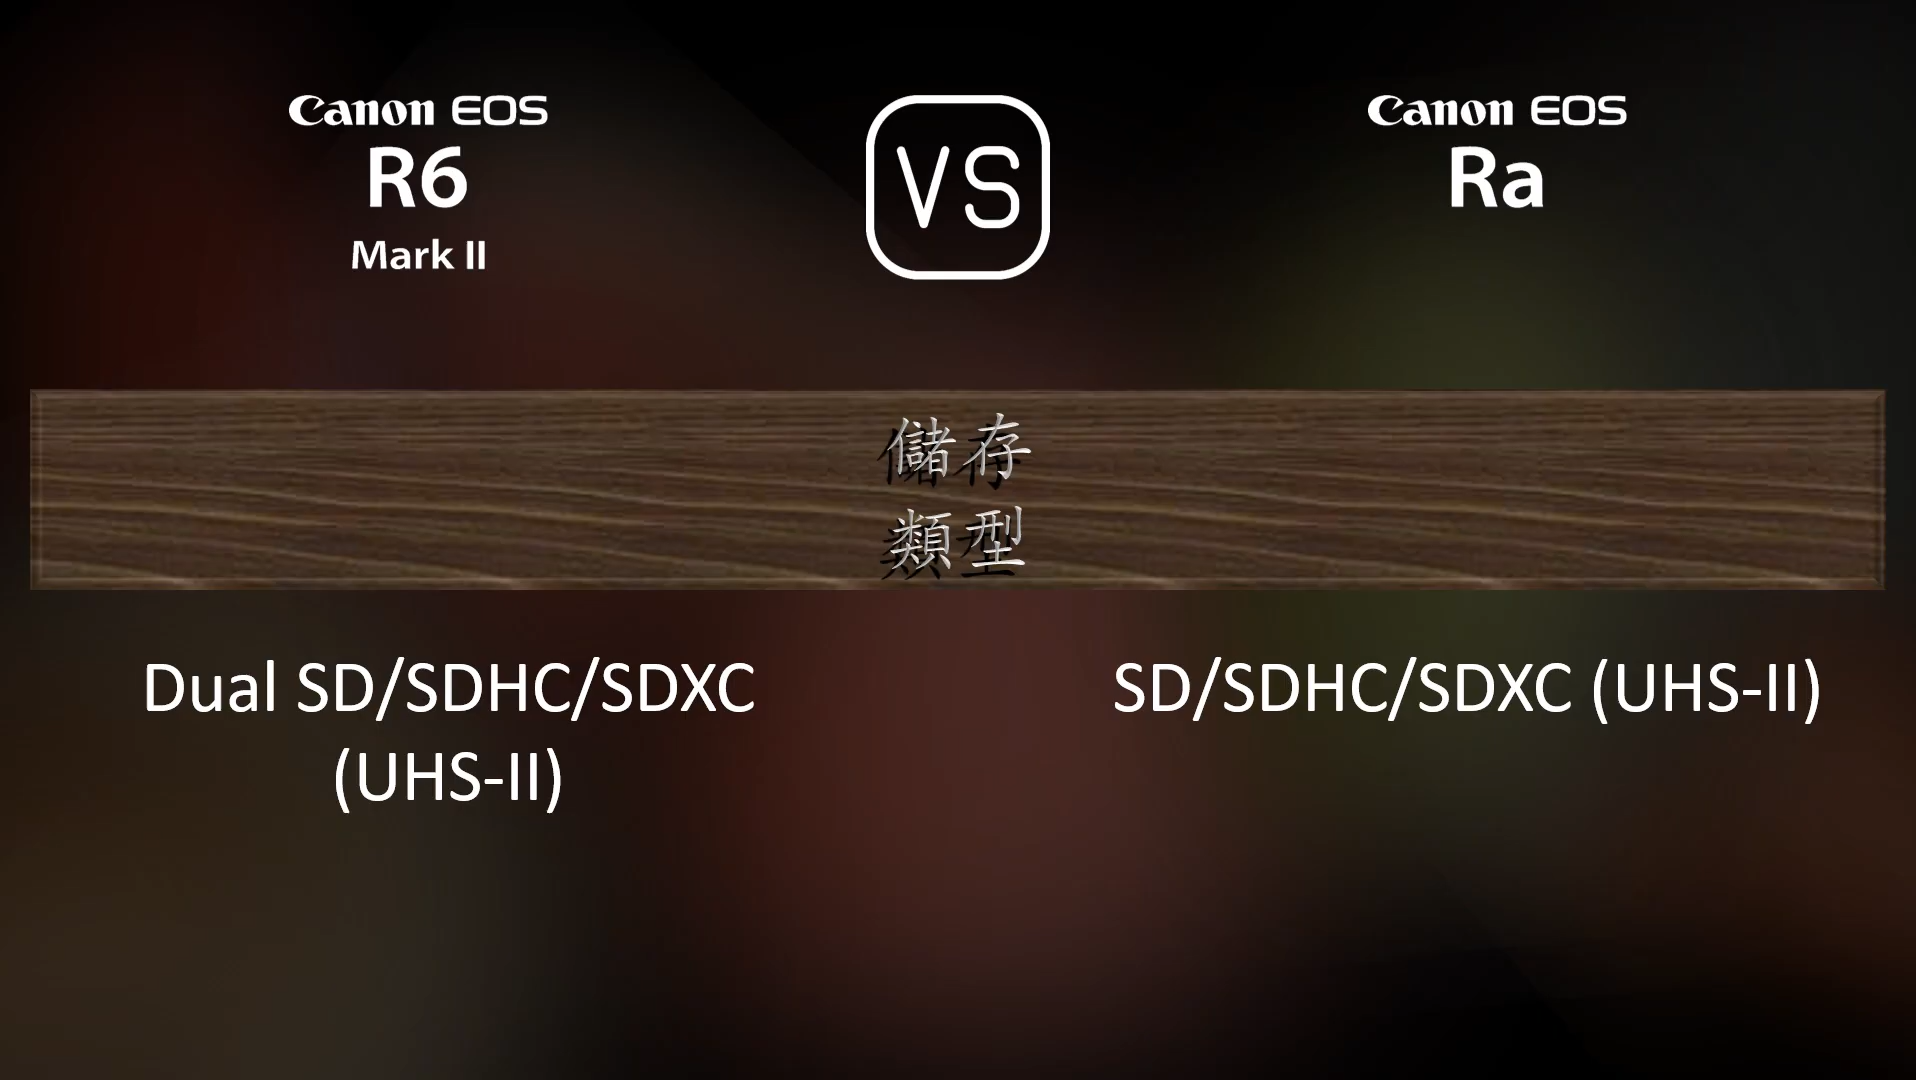 Canon EOS
R6
Mark II
VS
Canon EOS
Ra
儲存
類型
Dual SD/SDHC/SDXC
(UHS-II)
SD/SDHC/SDXC (UHS-II)